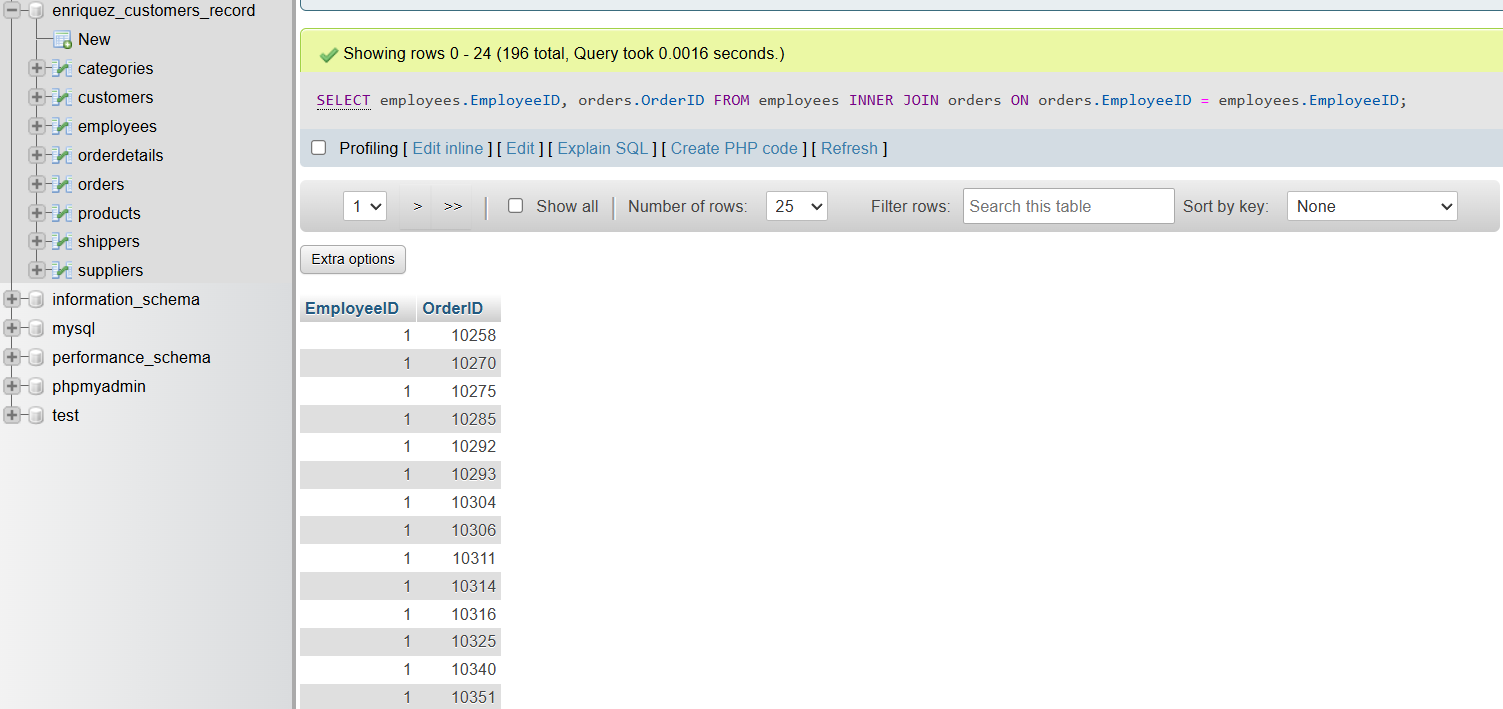 enriquez_customers_record
New
categories
customers
employees
orderdetails
orders
products
shippers
suppliers
information_schema
mysql
performance_schema
phpmyadmin
test
Showing rows 0 - 24 (196 total, Query took 0.0016 seconds.)
SELECT employees.EmployeeID, orders.OrderID FROM employees INNER JOIN orders ON orders.EmployeeID = employees.EmployeeID;
Profiling [ Edit inline ] [ Edit ] [ Explain SQL ] [ Create PHP code ] [ Refresh ]
1 > >> Show all Number of rows: 25 Filter rows: Search this table Sort by key: None
Extra options
EmployeeID OrderID
1 10258
1 10270
1 10275
1 10285
1 10292
1 10293
1 10304
1 10306
1 10311
1 10314
1 10316
1 10325
1 10340
1 10351